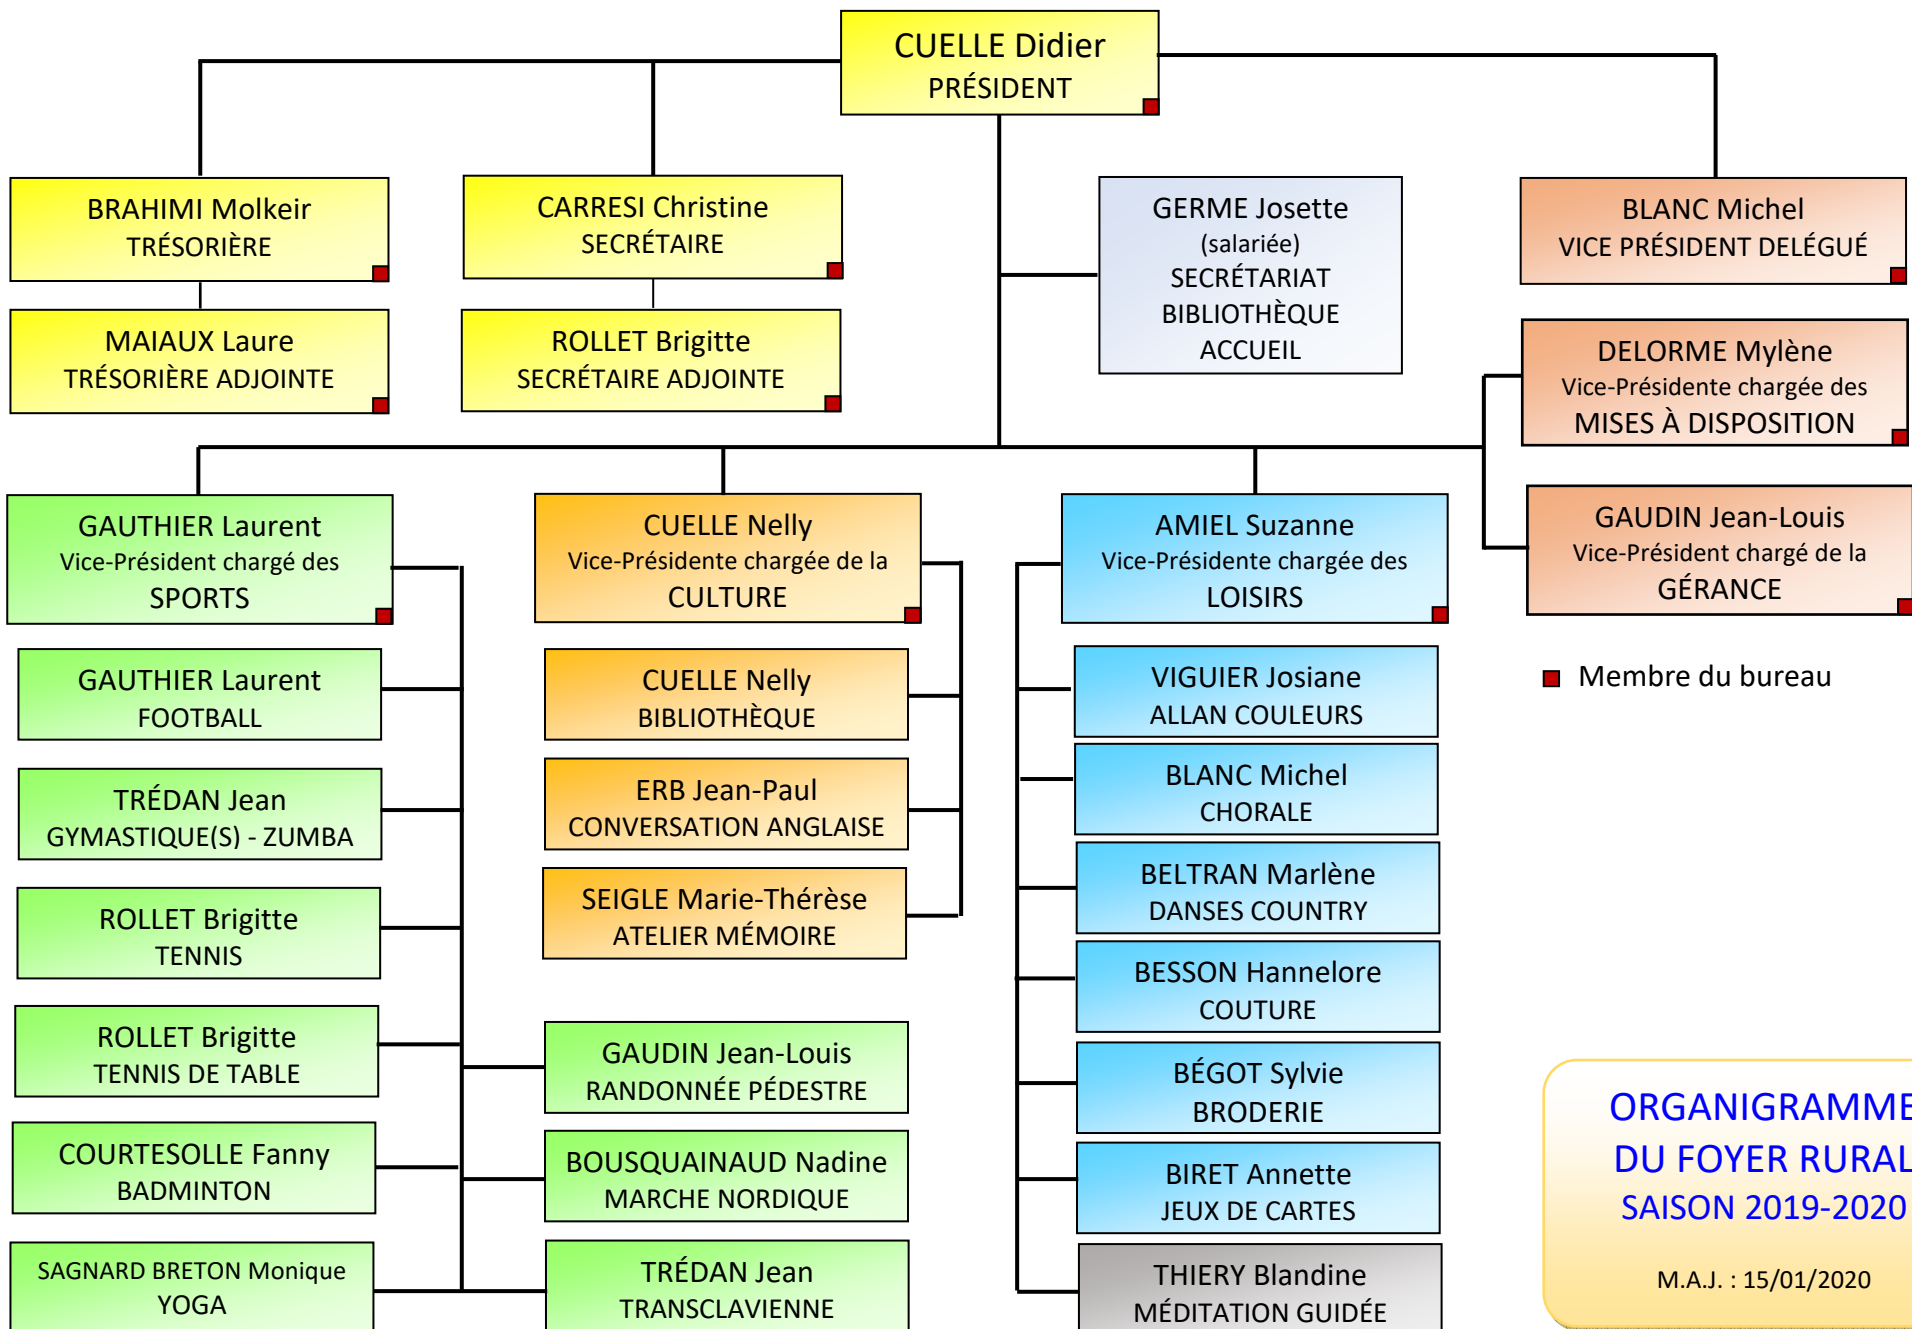 CUELLE Didier
PRÉSIDENT
BRAHIMI Molkeir
TRÉSORIÈRE
CARRESI Christine
SECRÉTAIRE
GERME Josette
(salariée)
SECRÉTARIAT
BIBLIOTHÈQUE
ACCUEIL
BLANC Michel
VICE PRÉSIDENT DELÉGUÉ
MAIAUX Laure
TRÉSORIÈRE ADJOINTE
ROLLET Brigitte
SECRÉTAIRE ADJOINTE
DELORME Mylène
Vice-Présidente chargée des
MISES À DISPOSITION
GAUTHIER Laurent
Vice-Président chargé des
SPORTS
CUELLE Nelly
Vice-Présidente chargée de la
CULTURE
AMIEL Suzanne
Vice-Présidente chargée des
LOISIRS
GAUDIN Jean-Louis
Vice-Président chargé de la
GÉRANCE
Membre du bureau
GAUTHIER Laurent
FOOTBALL
TRÉDAN Jean
GYMASTIQUE(S) - ZUMBA
ROLLET Brigitte
TENNIS
ROLLET Brigitte
TENNIS DE TABLE
COURTESOLLE Fanny
BADMINTON
SAGNARD BRETON Monique
YOGA
CUELLE Nelly
BIBLIOTHÈQUE
ERB Jean-Paul
CONVERSATION ANGLAISE
SEIGLE Marie-Thérèse
ATELIER MÉMOIRE
GAUDIN Jean-Louis
RANDONNÉE PÉDESTRE
BOUSQUAINAUD Nadine
MARCHE NORDIQUE
TRÉDAN Jean
TRANSCLAVIENNE
VIGUIER Josiane
ALLAN COULEURS
BLANC Michel
CHORALE
BELTRAN Marlène
DANSES COUNTRY
BESSON Hannelore
COUTURE
BÉGOT Sylvie
BRODERIE
BIRET Annette
JEUX DE CARTES
THIERY Blandine
MÉDITATION GUIDÉE
ORGANIGRAMME
DU FOYER RURAL
SAISON 2019-2020
M.A.J. : 15/01/2020